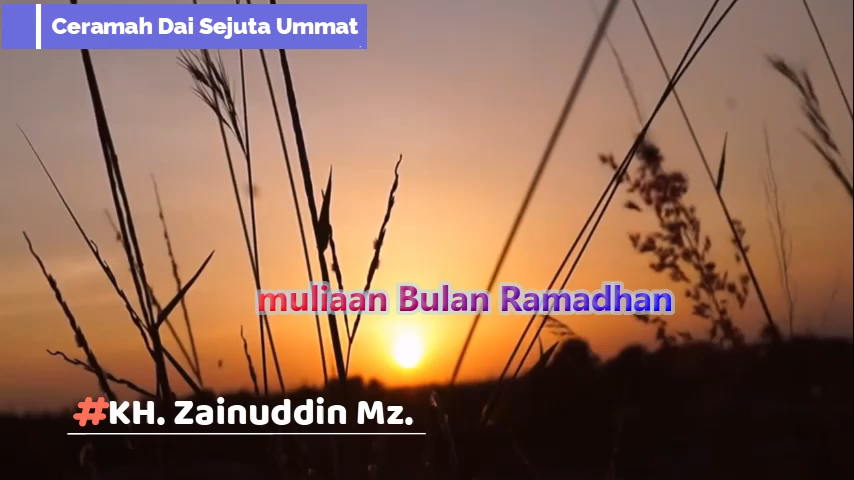 Ceramah Dai Sejuta Ummat
muliaan Bulan Ramadhan
#KH. Zainuddin Mz.